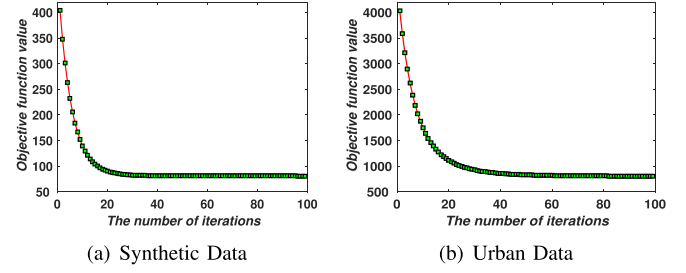 Objective function value
400
350
300
250
200
150
100
50
0 20 40 60 80 100
The number of iterations
(a) Synthetic Data
Objective function value
4000
3500
3000
2500
2000
1500
1000
500
0 20 40 60 80 100
The number of iterations
(b) Urban Data